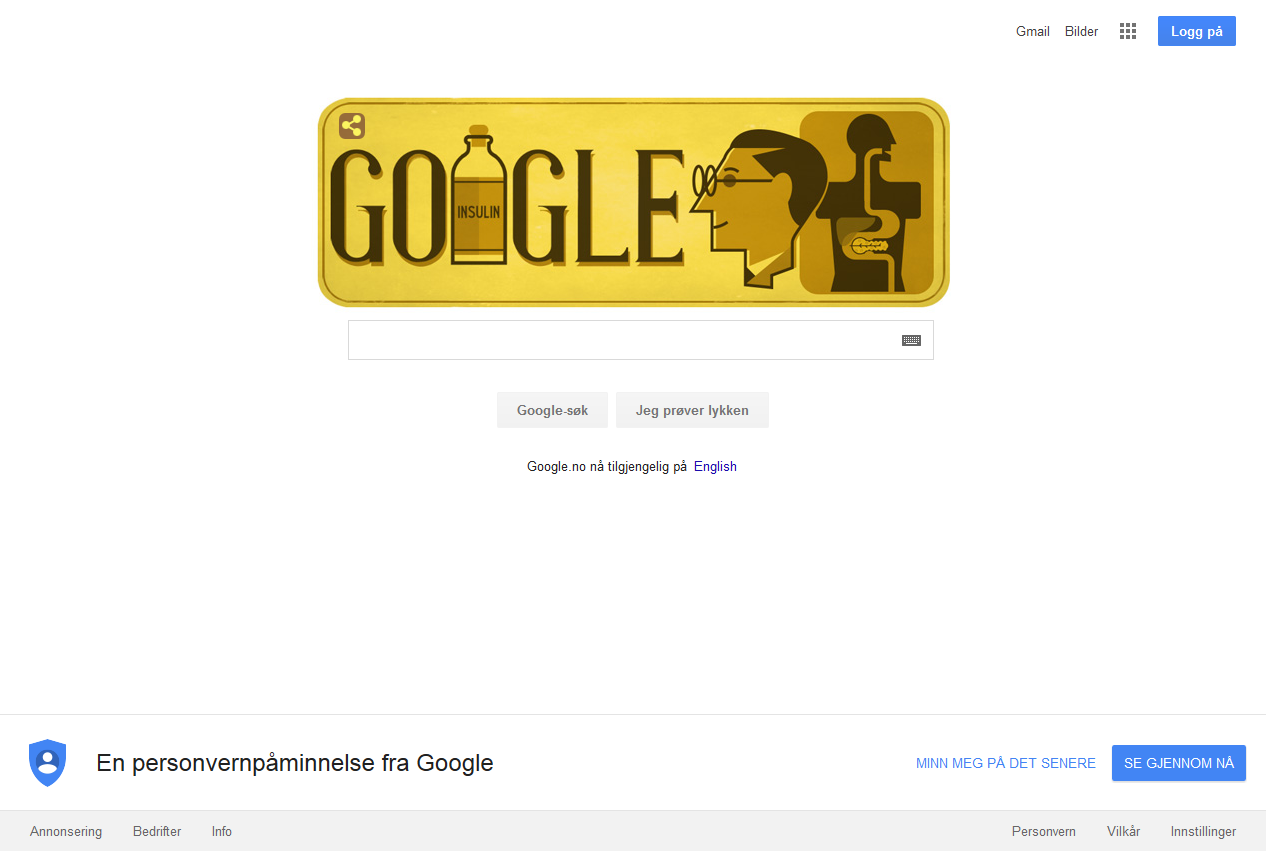 Gmail Bilder Logg på
GOOGLE
INSULIN
Google-søk Jeg prøver lykken
Google.no nå tilgjengelig på English
En personvernpåminnelse fra Google MINN MEG PÅ DET SENERE SE GJENNOM NÅ
Annonsering Bedrifter Info Personvern Vilkår Innstillinger